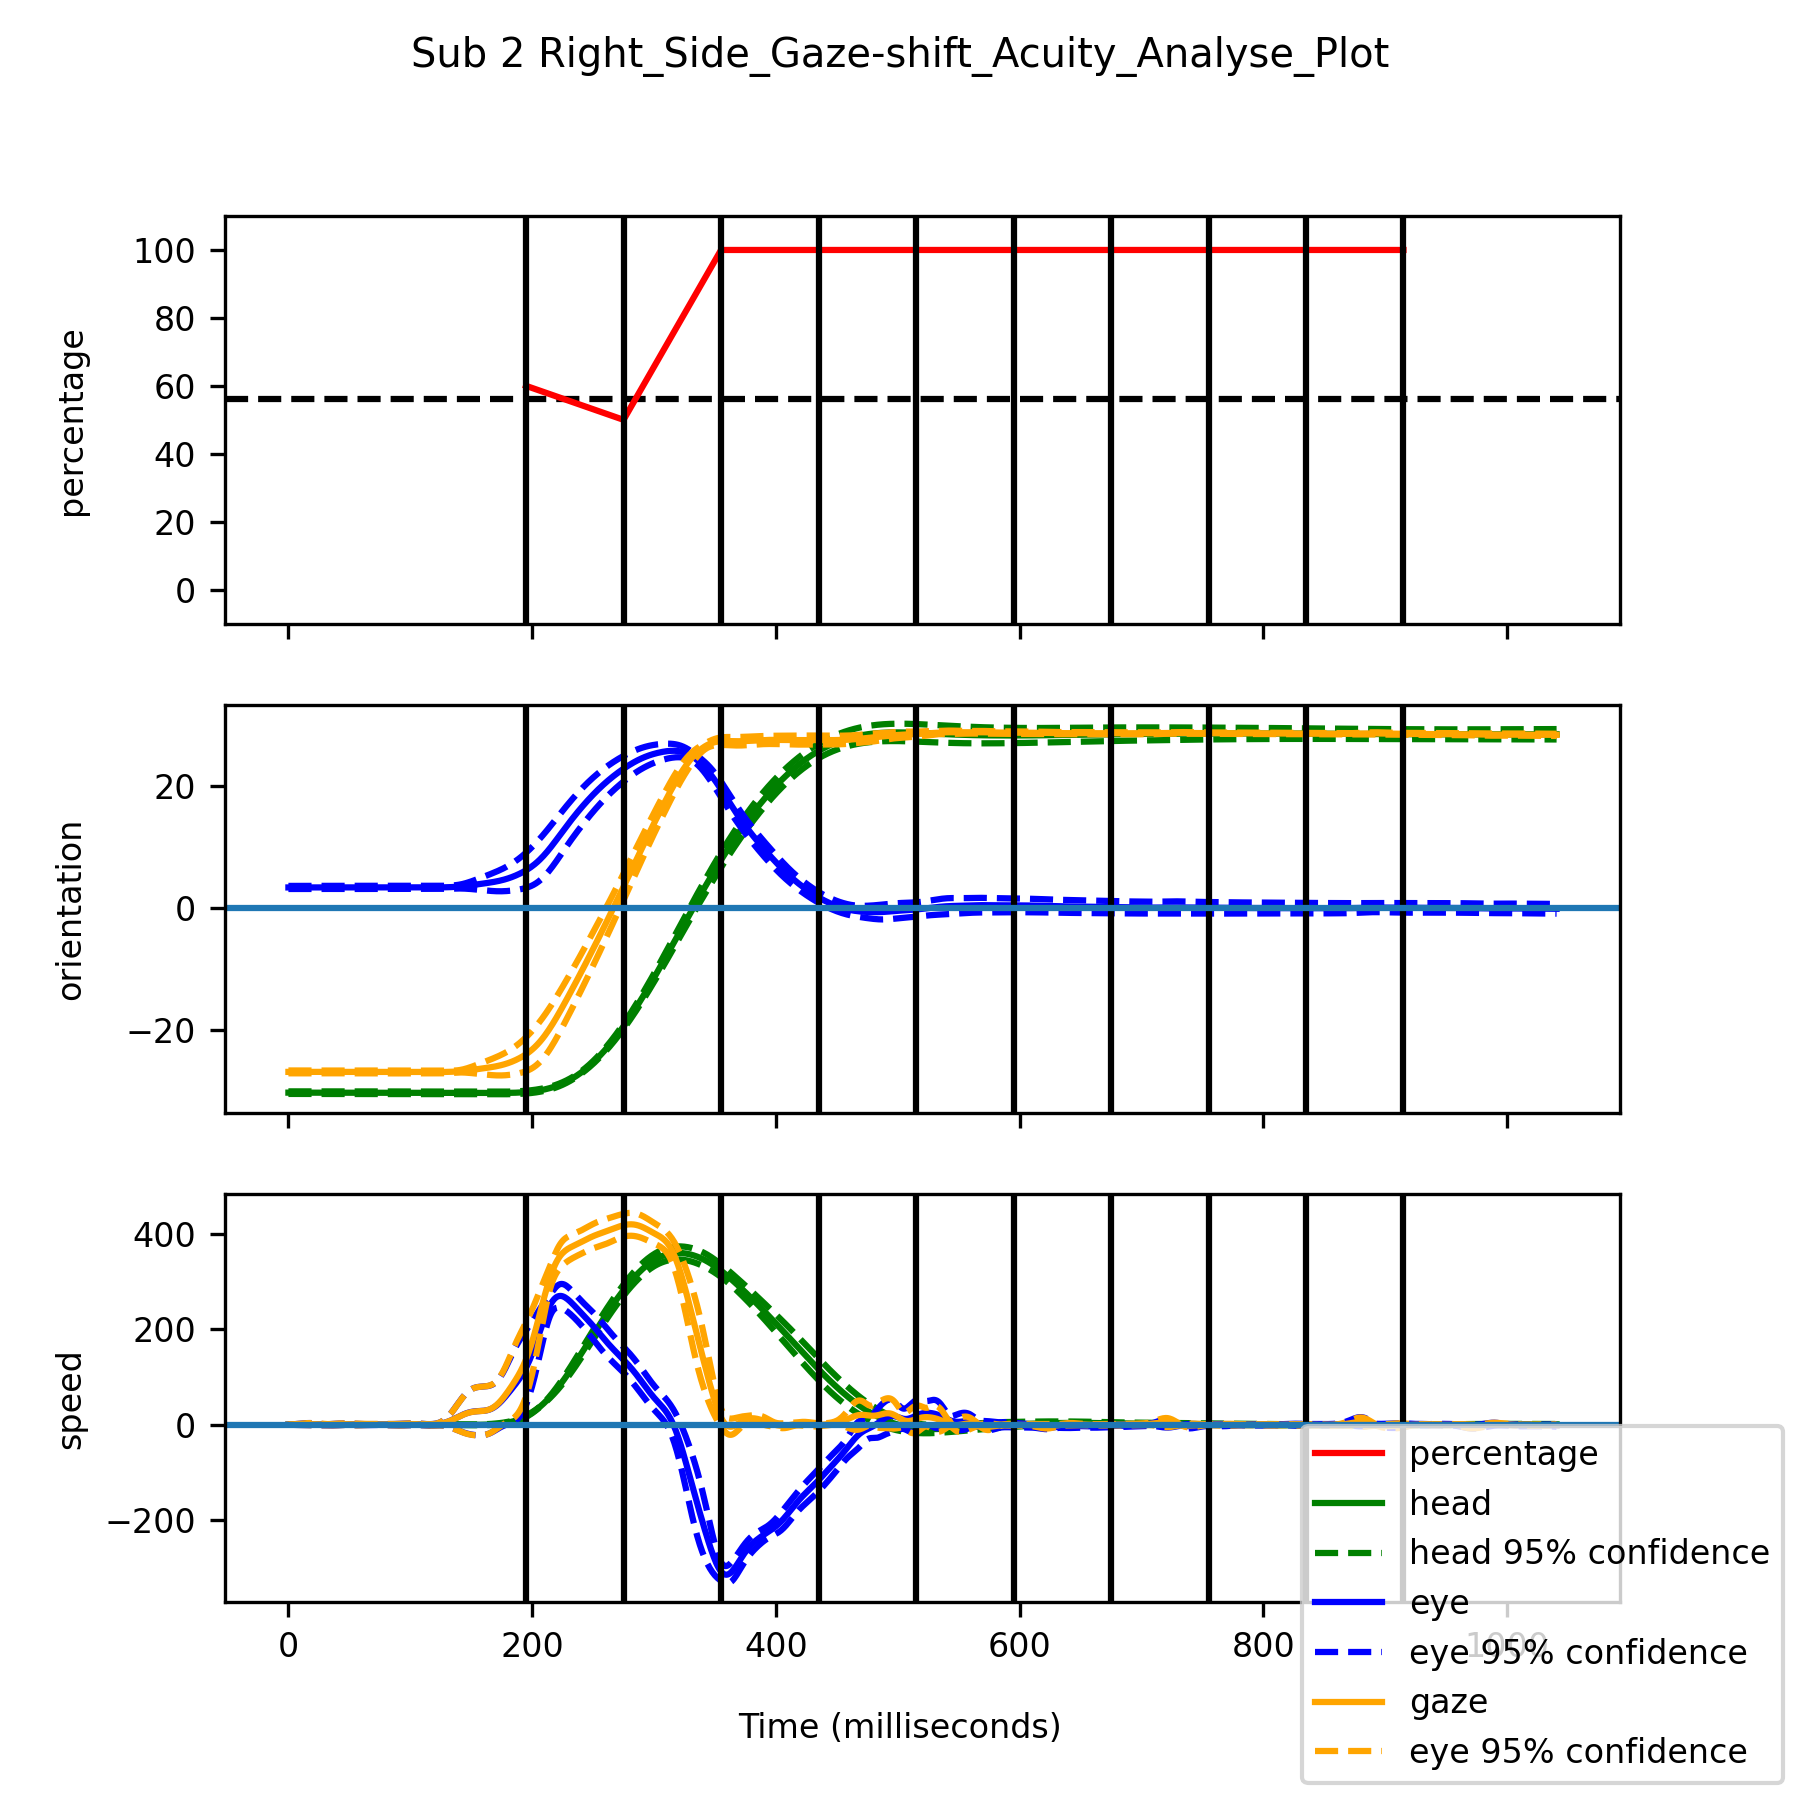 Sub 2 Right_Side_Gaze-shift_Acuity_Analyse_Plot
percentage
100
80
60
40
20
0
orientation
20
0
−20
speed
400
200
0
−200
0 200 400 600 800 1000
Time (milliseconds)
percentage
head
head 95% confidence
eye
eye 95% confidence
gaze
eye 95% confidence